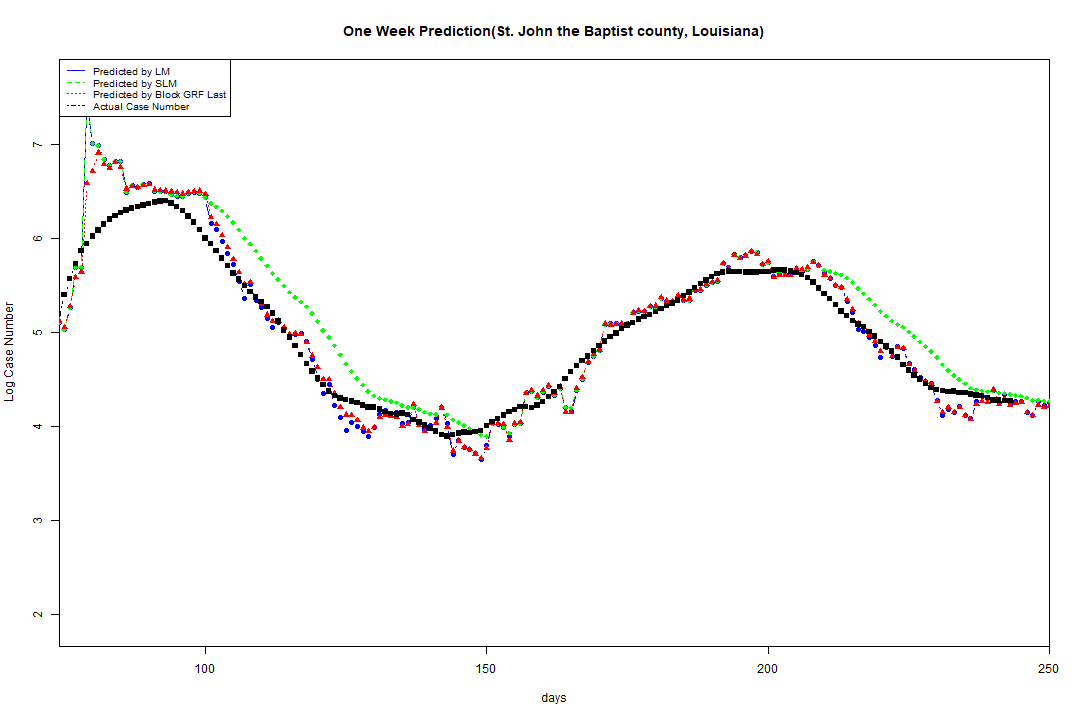 One Week Prediction(St. John the Baptist county, Louisiana)
Predicted by LM
Predicted by SLM
Predicted by Block GRF Last
Actual Case Number
7
6
5
4
3
2
Log Case Number
100 150 200 250
days